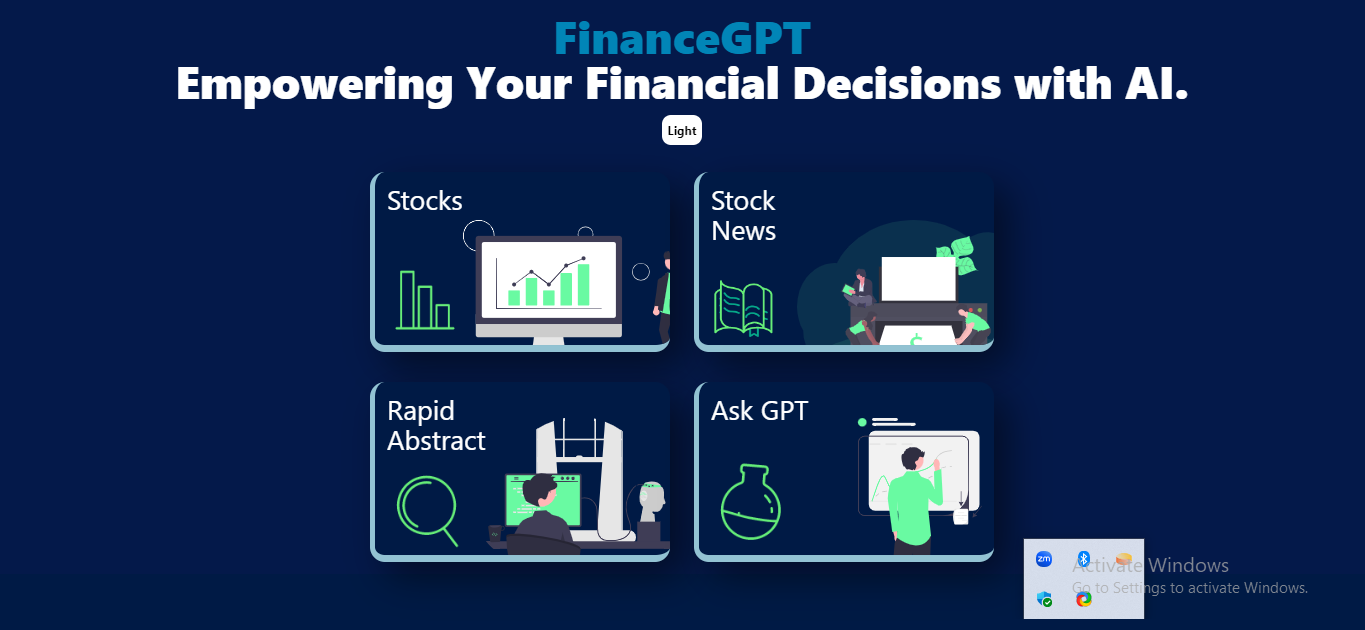 FinanceGPT
Empowering Your Financial Decisions with AI.
Light
Stocks
Stock
News
Rapid
Abstract
Ask GPT
zm
Activate Windows
Go to Settings to activate Windows.